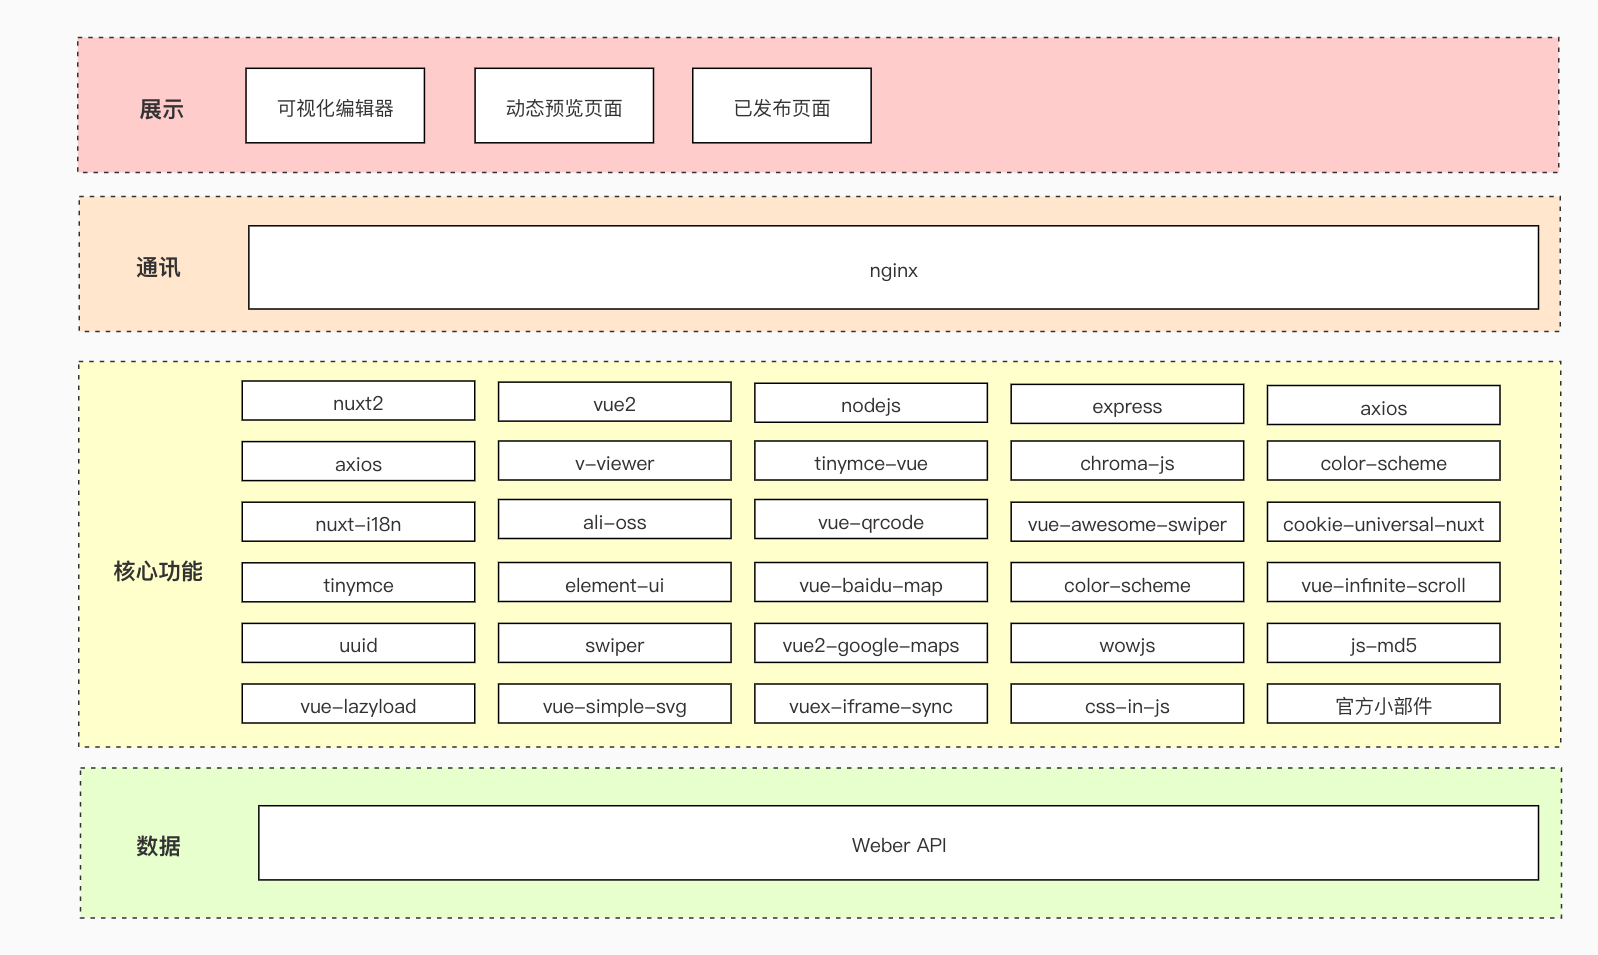 展示
可视化编辑器
动态预览页面
已发布页面
通讯
nginx
核心功能
nuxt2
vue2
nodejs
express
axios
axios
v-viewer
tinymce-vue
chroma-js
color-scheme
nuxt-i18n
ali-oss
vue-qrcode
vue-awesome-swiper
cookie-universal-nuxt
tinymce
element-ui
vue-baidu-map
color-scheme
vue-infinite-scroll
uuid
swiper
vue2-google-maps
wowjs
js-md5
vue-lazyload
vue-simple-svg
vuex-iframe-sync
css-in-js
官方小部件
数据
Weber API